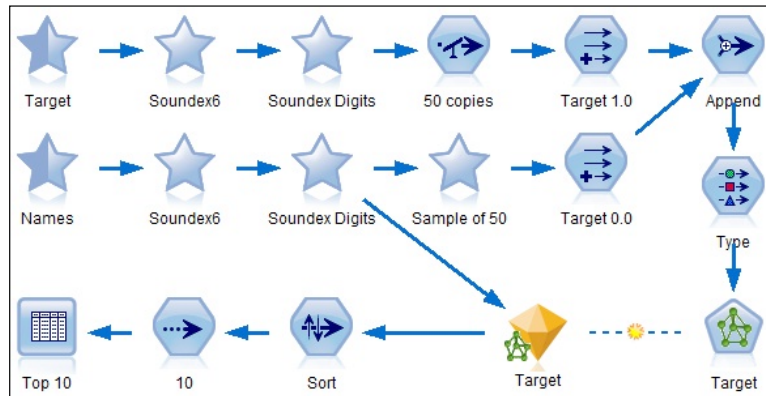 Target Soundex6 Soundex Digits 50 copies Target 1.0 Append
Names Soundex6 Soundex Digits Sample of 50 Target 0.0
Type
Top 10 10 Sort Target Target